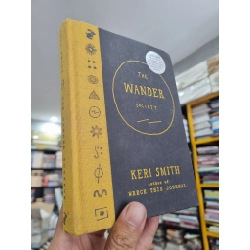 THE
WANDER
SOCIETY
KERI SMITH
author of
WRECK THIS JOURNAL